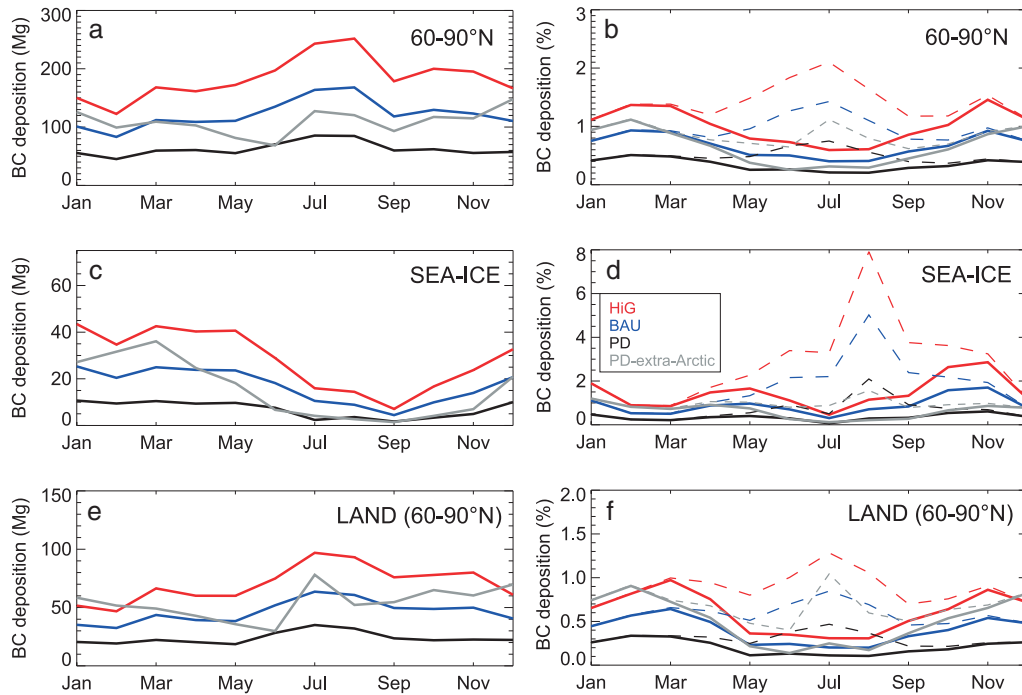 a
60-90°N
BC deposition (Mg)
300
200
100
0
Jan Mar May Jul Sep Nov
b
60-90°N
BC deposition (%)
3
2
1
0
Jan Mar May Jul Sep Nov
c
SEA-ICE
BC deposition (Mg)
60
40
20
0
Jan Mar May Jul Sep Nov
d
SEA-ICE
BC deposition (%)
8
6
4
2
0
HiG
BAU
PD
PD-extra-Arctic
Jan Mar May Jul Sep Nov
e
LAND (60-90°N)
BC deposition (Mg)
150
100
50
0
Jan Mar May Jul Sep Nov
f
LAND (60-90°N)
BC deposition (%)
2.0
1.5
1.0
0.5
0.0
Jan Mar May Jul Sep Nov